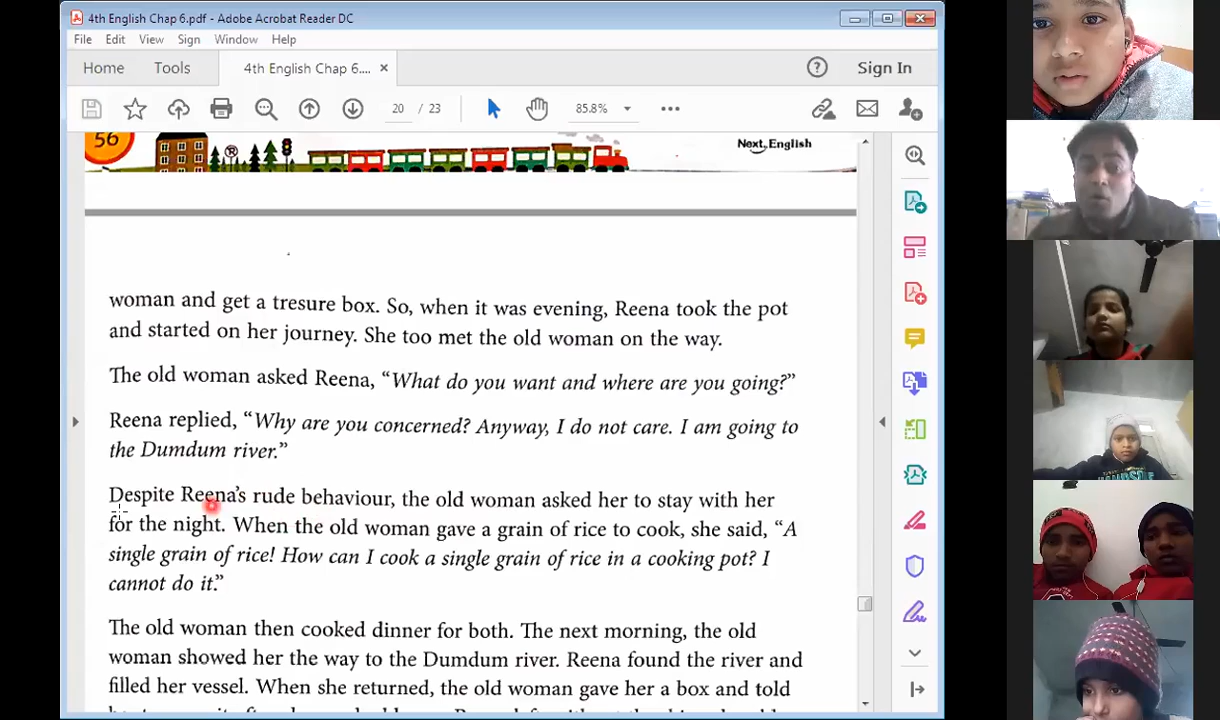 4th English Chap 6.pdf - Adobe Acrobat Reader DC
File Edit View Sign Window Help
Home Tools 4th English Chap 6.... × ? Sign In
20 / 23 85.8%
56 Next English
woman and get a tresure box. So, when it was evening, Reena took the pot
and started on her journey. She too met the old woman on the way.
The old woman asked Reena, “What do you want and where are you going?”
Reena replied, “Why are you concerned? Anyway, I do not care. I am going to
the Dumdum river.”
Despite Reena’s rude behaviour, the old woman asked her to stay with her
for the night. When the old woman gave a grain of rice to cook, she said, “A
single grain of rice! How can I cook a single grain of rice in a cooking pot? I
cannot do it.”
The old woman then cooked dinner for both. The next morning, the old
woman showed her the way to the Dumdum river. Reena found the river and
filled her vessel. When she returned, the old woman gave her a box and told